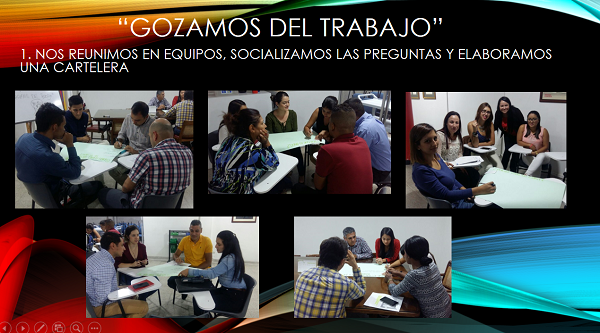 “GOZAMOS DEL TRABAJO”
1. NOS REUNIMOS EN EQUIPOS, SOCIALIZAMOS LAS PREGUNTAS Y ELABORAMOS
UNA CARTELERA